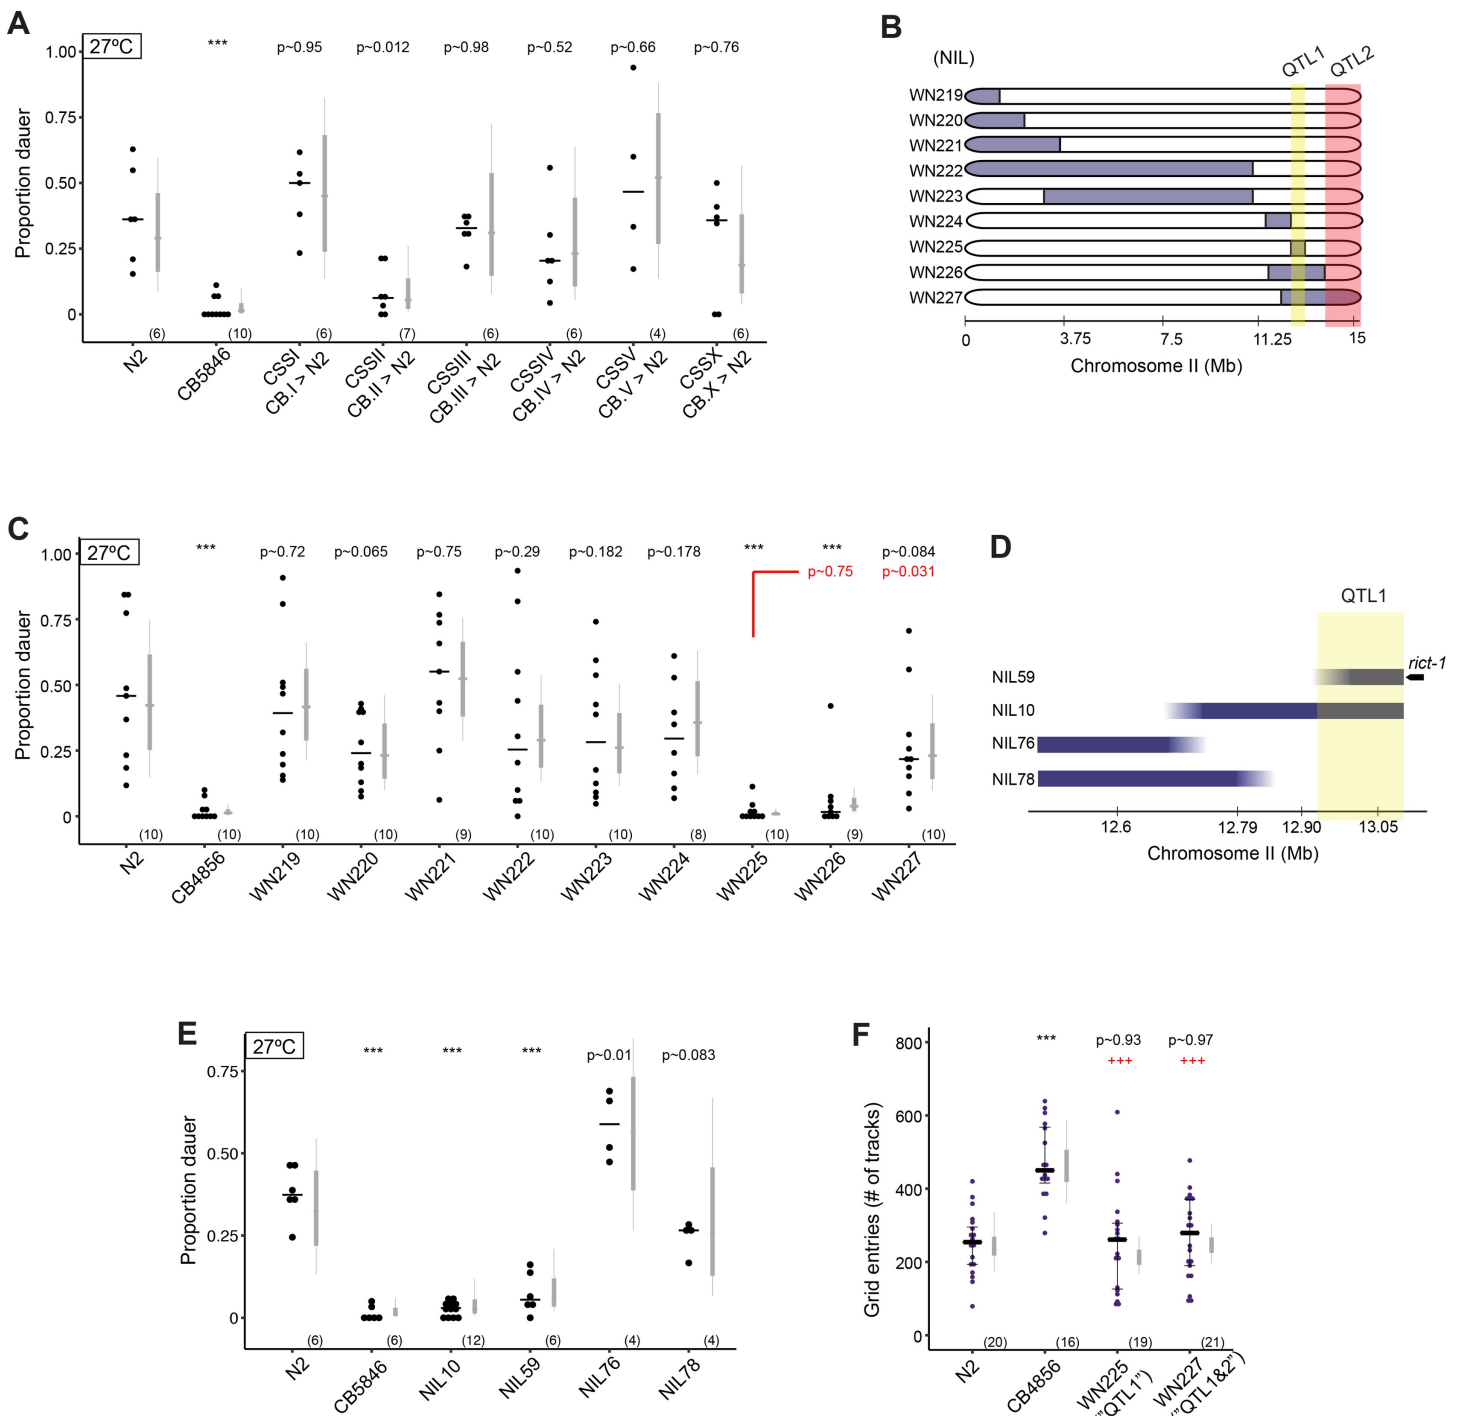 A
27ºC
*** p~0.95 p~0.012 p~0.98 p~0.52 p~0.66 p~0.76
Proportion dauer
1.00
0.75
0.50
0.25
0
(6) (10) (6) (7) (6) (6) (4) (6)
N2
CB5846
CSSI
CB.I > N2
CSSII
CB.II > N2
CSSIII
CB.III > N2
CSSIV
CB.IV > N2
CSSV
CB.V > N2
CSSX
CB.X > N2
B
(NIL)
QTL1
QTL2
WN219
WN220
WN221
WN222
WN223
WN224
WN225
WN226
WN227
0 3.75 7.5 11.25 15
Chromosome II (Mb)
C
27ºC
*** p~0.72 p~0.065 p~0.75 p~0.29 p~0.182 p~0.178 *** *** p~0.084
p~0.75 p~0.031
Proportion dauer
1.00
0.75
0.50
0.25
0
(10) (10) (10) (10) (9) (10) (10) (8) (10) (9) (10)
N2
CB4856
WN219
WN220
WN221
WN222
WN223
WN224
WN225
WN226
WN227
D
QTL1
rict-1
NIL59
NIL10
NIL76
NIL78
12.6 12.79 12.90 13.05
Chromosome II (Mb)
E
27ºC
*** *** *** p~0.01 p~0.083
Proportion dauer
0.75
0.50
0.25
0
(6) (6) (12) (6) (4) (4)
N2
CB5846
NIL10
NIL59
NIL76
NIL78
F
*** p~0.93 p~0.97
+++ +++
Grid entries (# of tracks)
800
600
400
200
0
(20) (16) (19) (21)
N2
CB4856
WN225
("QTL1")
WN227
("QTL1&2")